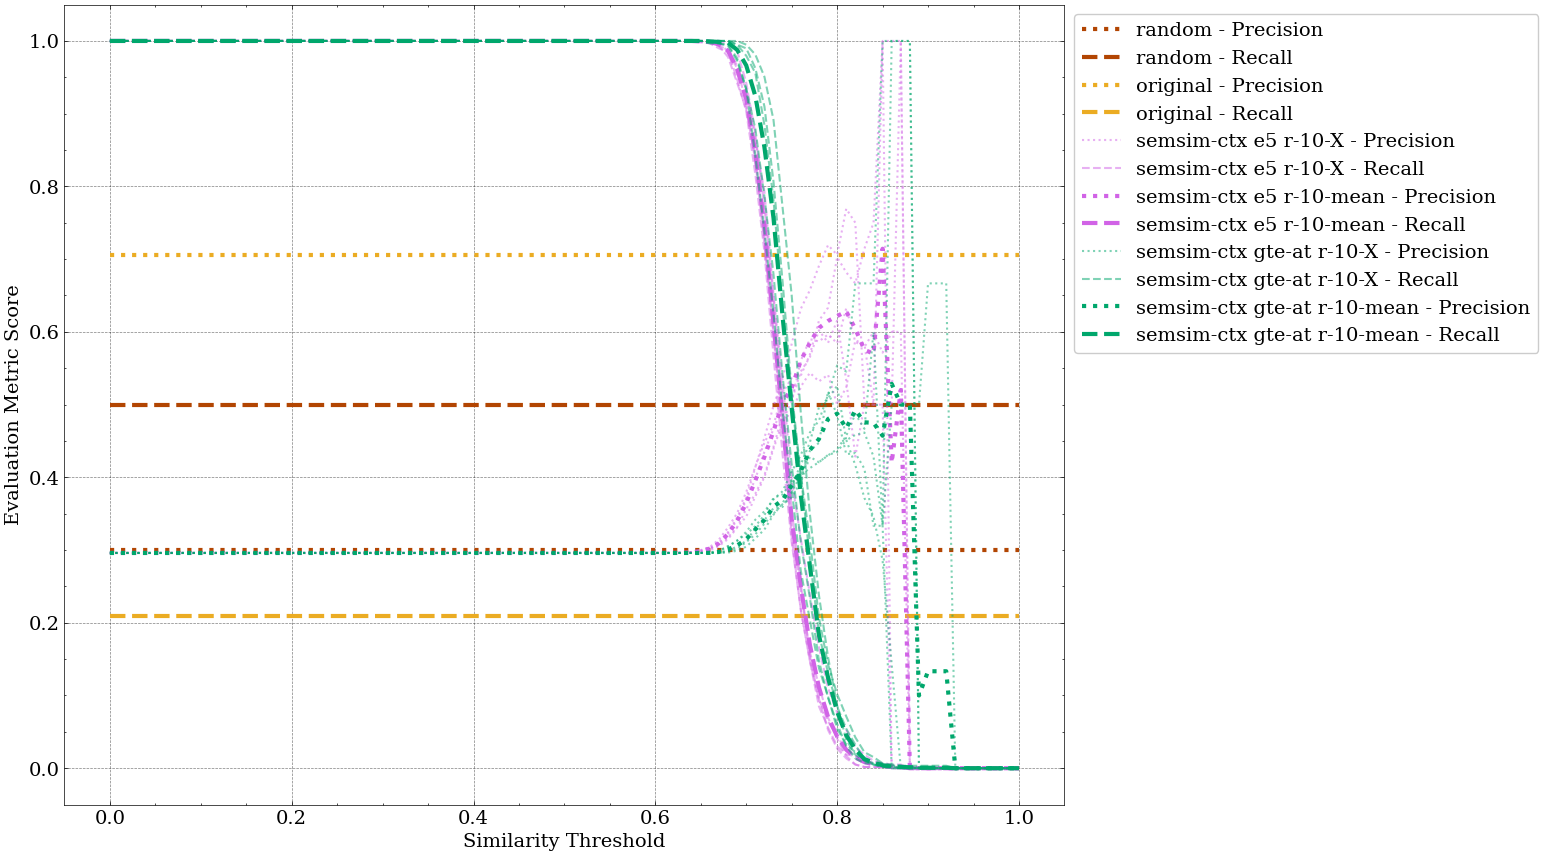 Evaluation Metric Score
1.0
0.8
0.6
0.4
0.2
0.0
0.0 0.2 0.4 0.6 0.8 1.0
Similarity Threshold
random - Precision
random - Recall
original - Precision
original - Recall
semsim-ctx e5 r-10-X - Precision
semsim-ctx e5 r-10-X - Recall
semsim-ctx e5 r-10-mean - Precision
semsim-ctx e5 r-10-mean - Recall
semsim-ctx gte-at r-10-X - Precision
semsim-ctx gte-at r-10-X - Recall
semsim-ctx gte-at r-10-mean - Precision
semsim-ctx gte-at r-10-mean - Recall